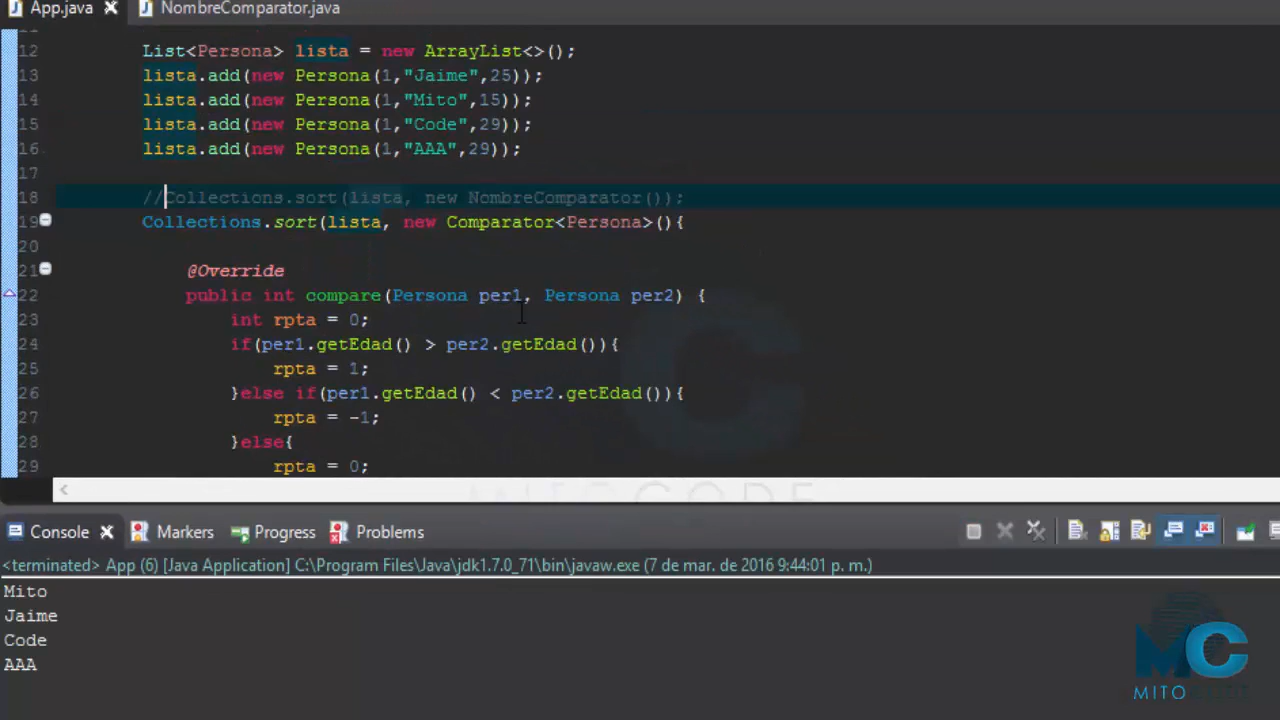 App.java NombreComparator.java
12 List<Persona> lista = new ArrayList<>();
13 lista.add(new Persona(1,"Jaime",25));
14 lista.add(new Persona(1,"Mito",15));
15 lista.add(new Persona(1,"Code",29));
16 lista.add(new Persona(1,"AAA",29));
17
18 //Collections.sort(lista, new NombreComparator());
19 Collections.sort(lista, new Comparator<Persona>(){
20
21 @Override
22 public int compare(Persona per1, Persona per2) {
23 int rpta = 0;
24 if(per1.getEdad() > per2.getEdad()){
25 rpta = 1;
26 }else if(per1.getEdad() < per2.getEdad()){
27 rpta = -1;
28 }else{
29 rpta = 0;
Console Markers Progress Problems
<terminated> App (6) [Java Application] C:\Program Files\Java\jdk1.7.0_71\bin\javaw.exe (7 de mar. de 2016 9:44:01 p. m.)
Mito
Jaime
Code
AAA
MC
MITOCODE